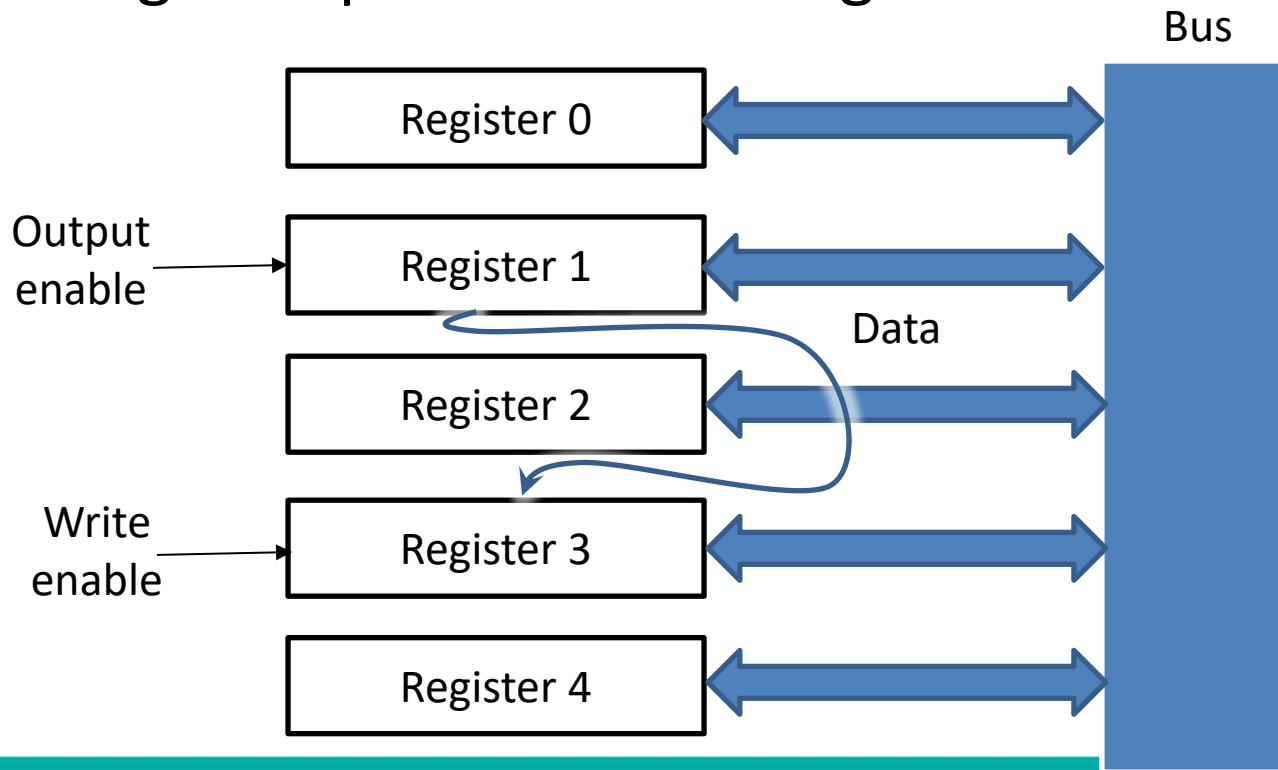 Bus
Register 0
Output
enable
Register 1
Data
Register 2
Write
enable
Register 3
Register 4